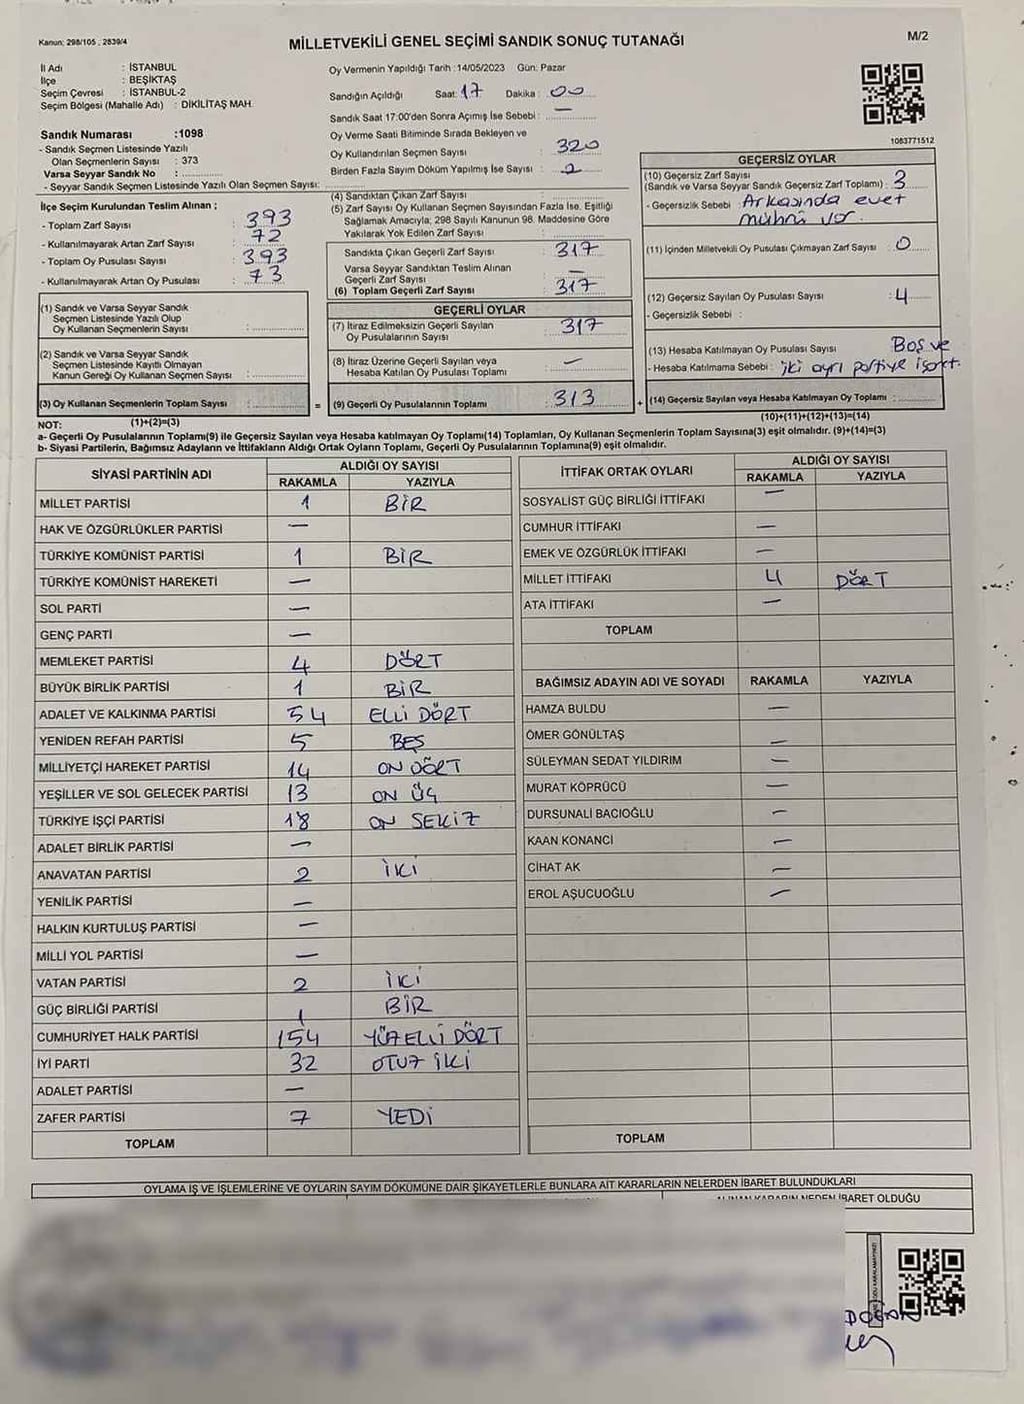 Kanun: 298/105 , 2839/4
MİLLETVEKİLİ GENEL SEÇİMİ SANDIK SONUÇ TUTANAĞI
M/2
İl Adı : İSTANBUL
İlçe : BEŞİKTAŞ
Seçim Çevresi : İSTANBUL-2
Seçim Bölgesi (Mahalle Adı) : DİKİLİTAŞ MAH.
Sandık Numarası :1098
- Sandık Seçmen Listesinde Yazılı
Olan Seçmenlerin Sayısı : 373
Varsa Seyyar Sandık No :
- Seyyar Sandık Seçmen Listesinde Yazılı Olan Seçmen Sayısı:
İlçe Seçim Kurulundan Teslim Alınan ;
- Toplam Zarf Sayısı : 393
- Kullanılmayarak Artan Zarf Sayısı : 72
- Toplam Oy Pusulası Sayısı : 393
- Kullanılmayarak Artan Oy Pusulası : 73
(1) Sandık ve Varsa Seyyar Sandık
Seçmen Listesinde Yazılı Olup
Oy Kullanan Seçmenlerin Sayısı :
(2) Sandık ve Varsa Seyyar Sandık
Seçmen Listesinde Kayıtlı Olmayan
Kanun Gereği Oy Kullanan Seçmen Sayısı :
(3) Oy Kullanan Seçmenlerin Toplam Sayısı :
Oy Vermenin Yapıldığı Tarih :14/05/2023 Gün: Pazar
Sandığın Açıldığı Saat: 17 Dakika : 00
Sandık Saat 17:00'den Sonra Açımış İse Sebebi : —
Oy Verme Saati Bitiminde Sırada Bekleyen ve
Oy Kullandırılan Seçmen Sayısı : 320
Birden Fazla Sayım Döküm Yapılmış İse Sayısı : 2
(4) Sandıktan Çıkan Zarf Sayısı :
(5) Zarf Sayısı Oy Kullanan Seçmen Sayısından Fazla İse, Eşitliği
Sağlamak Amacıyla; 298 Sayılı Kanunun 98. Maddesine Göre
Yakılarak Yok Edilen Zarf Sayısı :
Sandıkta Çıkan Geçerli Zarf Sayısı : 317
Varsa Seyyar Sandıktan Teslim Alınan
Geçerli Zarf Sayısı : —
(6) Toplam Geçerli Zarf Sayısı : 317
GEÇERLİ OYLAR
(7) İtiraz Edilmeksizin Geçerli Sayılan
Oy Pusulalarının Sayısı : 317
(8) İtiraz Üzerine Geçerli Sayılan veya
Hesaba Katılan Oy Pusulası Toplamı : —
= (9) Geçerli Oy Pusulalarının Toplamı : 313
1083771512
GEÇERSİZ OYLAR
(10) Geçersiz Zarf Sayısı
(Sandık ve Varsa Seyyar Sandık Geçersiz Zarf Toplamı) : 3
- Geçersizlik Sebebi : Arkasında evet
mührü var.
(11) İçinden Milletvekili Oy Pusulası Çıkmayan Zarf Sayısı : 0
(12) Geçersiz Sayılan Oy Pusulası Sayısı : 4
- Geçersizlik Sebebi :
(13) Hesaba Katılmayan Oy Pusulası Sayısı : Boş ve
- Hesaba Katılmama Sebebi : iki ayrı partiye işaret.
+ (14) Geçersiz Sayılan veya Hesaba Katılmayan Oy Toplamı :
NOT: (1)+(2)=(3)
(10)+(11)+(12)+(13)=(14)
a- Geçerli Oy Pusulalarının Toplamı(9) ile Geçersiz Sayılan veya Hesaba katılmayan Oy Toplamı(14) Toplamları, Oy Kullanan Seçmenlerin Toplam Sayısına(3) eşit olmalıdır. (9)+(14)=(3)
b- Siyasi Partilerin, Bağımsız Adayların ve İttifakların Aldığı Ortak Oyların Toplamı, Geçerli Oy Pusulalarının Toplamına(9) eşit olmalıdır.
SİYASİ PARTİNİN ADI ALDIĞI OY SAYISI
RAKAMLA YAZIYLA
MİLLET PARTİSİ 1 BİR
HAK VE ÖZGÜRLÜKLER PARTİSİ —
TÜRKİYE KOMÜNİST PARTİSİ 1 BİR
TÜRKİYE KOMÜNİST HAREKETİ —
SOL PARTİ —
GENÇ PARTİ —
MEMLEKET PARTİSİ 4 DÖRT
BÜYÜK BİRLİK PARTİSİ 1 BİR
ADALET VE KALKINMA PARTİSİ 54 ELLİ DÖRT
YENİDEN REFAH PARTİSİ 5 BEŞ
MİLLİYETÇİ HAREKET PARTİSİ 14 ON DÖRT
YEŞİLLER VE SOL GELECEK PARTİSİ 13 ON ÜÇ
TÜRKİYE İŞÇİ PARTİSİ 18 ON SEKİZ
ADALET BİRLİK PARTİSİ —
ANAVATAN PARTİSİ 2 İKİ
YENİLİK PARTİSİ —
HALKIN KURTULUŞ PARTİSİ —
MİLLİ YOL PARTİSİ —
VATAN PARTİSİ 2 İKİ
GÜÇ BİRLİĞİ PARTİSİ 1 BİR
CUMHURİYET HALK PARTİSİ 154 YÜZ ELLİ DÖRT
İYİ PARTİ 32 OTUZ İKİ
ADALET PARTİSİ —
ZAFER PARTİSİ 7 YEDİ
TOPLAM
İTTİFAK ORTAK OYLARI ALDIĞI OY SAYISI
RAKAMLA YAZIYLA
SOSYALİST GÜÇ BİRLİĞİ İTTİFAKI —
CUMHUR İTTİFAKI —
EMEK VE ÖZGÜRLÜK İTTİFAKI —
MİLLET İTTİFAKI 4 DÖRT
ATA İTTİFAKI —
TOPLAM
BAĞIMSIZ ADAYIN ADI VE SOYADI RAKAMLA YAZIYLA
HAMZA BULDU —
ÖMER GÖNÜLTAŞ —
SÜLEYMAN SEDAT YILDIRIM —
MURAT KÖPRÜCÜ —
DURSUNALİ BACIOĞLU —
KAAN KONANCI —
CİHAT AK —
EROL AŞUCUOĞLU —
TOPLAM
OYLAMA İŞ VE İŞLEMLERİNE VE OYLARIN SAYIM DÖKÜMÜNE DAİR ŞİKAYETLERLE BUNLARA AİT KARARLARIN NELERDEN İBARET BULUNDUKLARI
ALINAN KARARIN NEDEN İBARET OLDUĞU